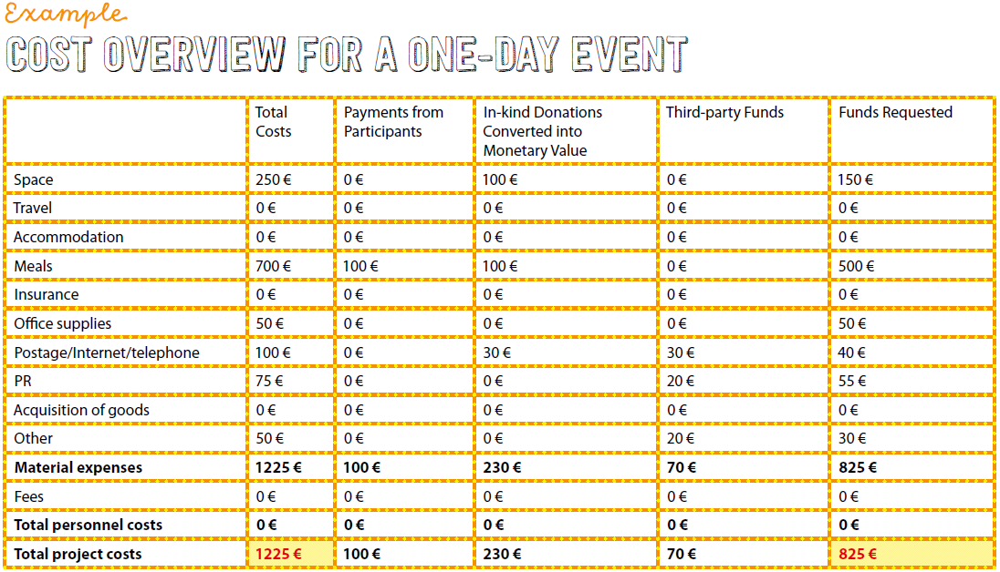 Example
COST OVERVIEW FOR A ONE-DAY EVENT
Total Costs Payments from Participants In-kind Donations Converted into Monetary Value Third-party Funds Funds Requested
Space 250 € 0 € 100 € 0 € 150 €
Travel 0 € 0 € 0 € 0 € 0 €
Accommodation 0 € 0 € 0 € 0 € 0 €
Meals 700 € 100 € 100 € 0 € 500 €
Insurance 0 € 0 € 0 € 0 € 0 €
Office supplies 50 € 0 € 0 € 0 € 50 €
Postage/Internet/telephone 100 € 0 € 30 € 30 € 40 €
PR 75 € 0 € 0 € 20 € 55 €
Acquisition of goods 0 € 0 € 0 € 0 € 0 €
Other 50 € 0 € 0 € 20 € 30 €
Material expenses 1225 € 100 € 230 € 70 € 825 €
Fees 0 € 0 € 0 € 0 € 0 €
Total personnel costs 0 € 0 € 0 € 0 € 0 €
Total project costs 1225 € 100 € 230 € 70 € 825 €